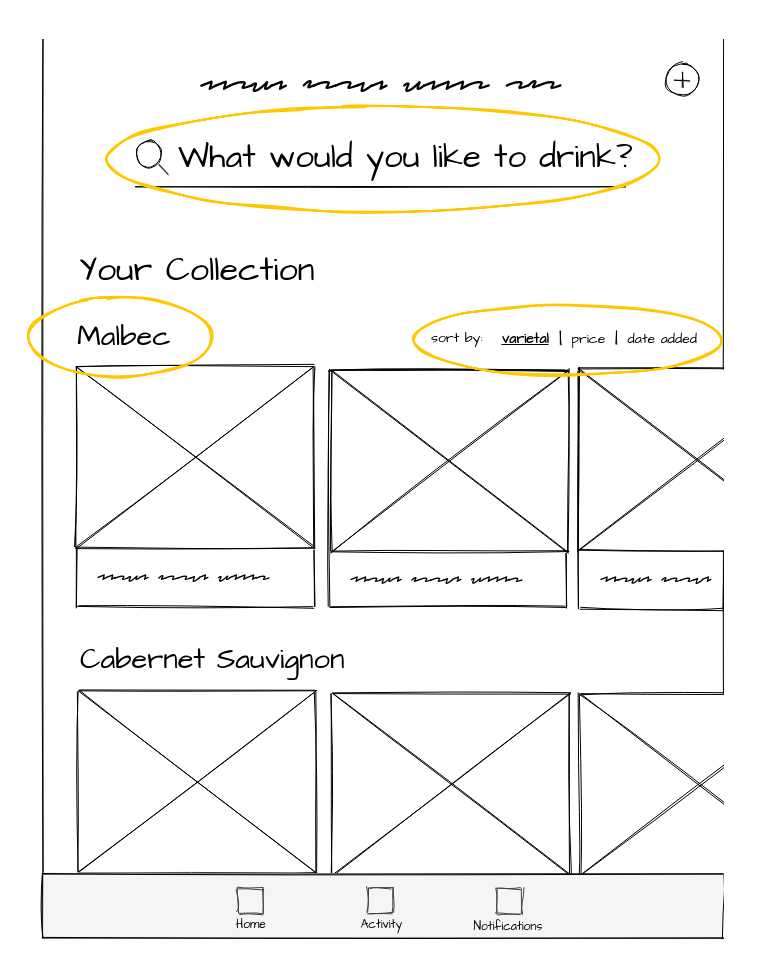 What would you like to drink?
Your Collection
Malbec
sort by: varietal | price | date added
Cabernet Sauvignon
Home Activity Notifications